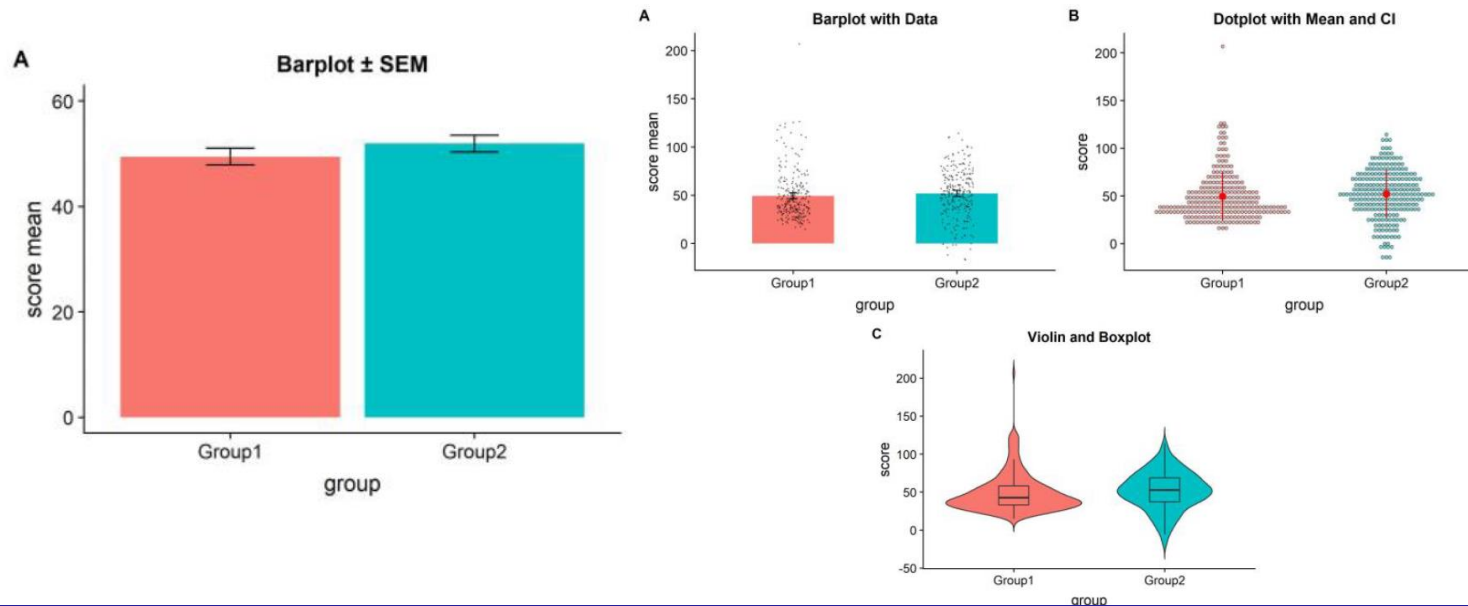 A
Barplot ± SEM
60
40
20
0
score mean
Group1
Group2
group
A
Barplot with Data
200
150
100
50
0
score mean
Group1
Group2
group
B
Dotplot with Mean and CI
200
150
100
50
0
score
Group1
Group2
group
C
Violin and Boxplot
200
150
100
50
0
-50
score
Group1
Group2
group